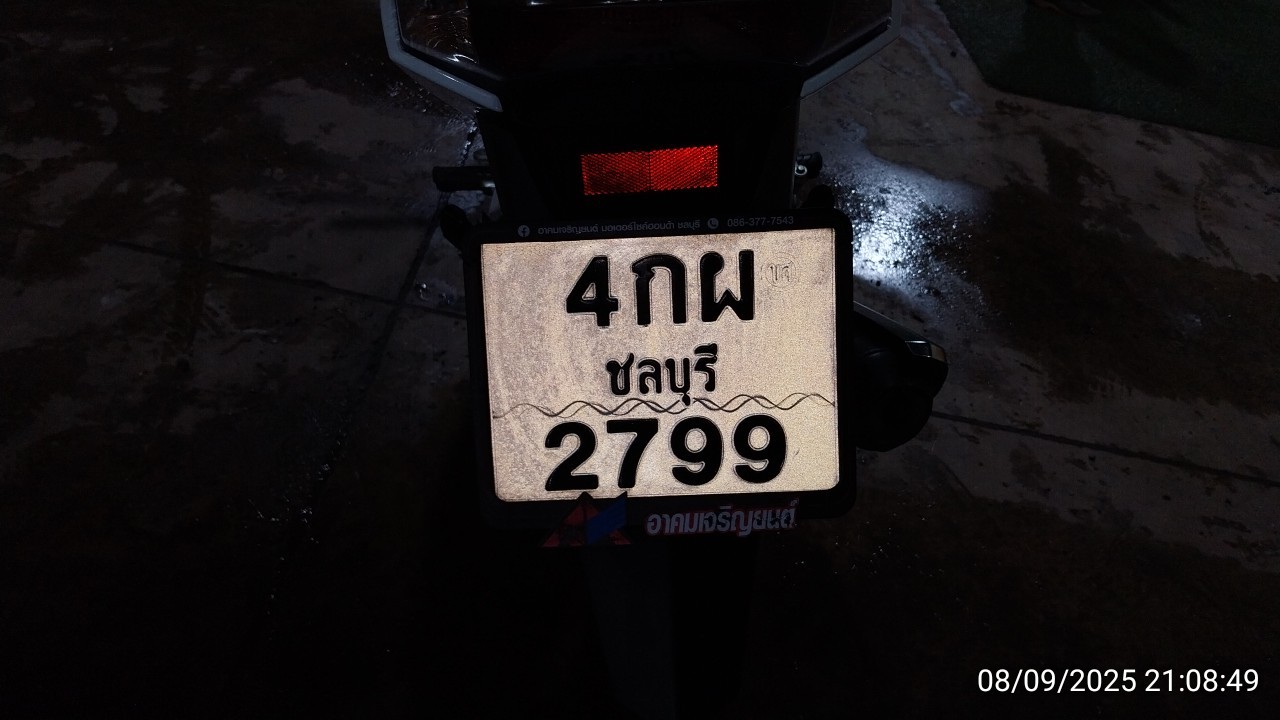 อาคมเจริญยนต์ มอเตอร์ไซค์ฮอนด้า ชลบุรี 086-377-7543
4กผ
ชลบุรี
2799
อาคมเจริญยนต์
08/09/2025 21:08:49